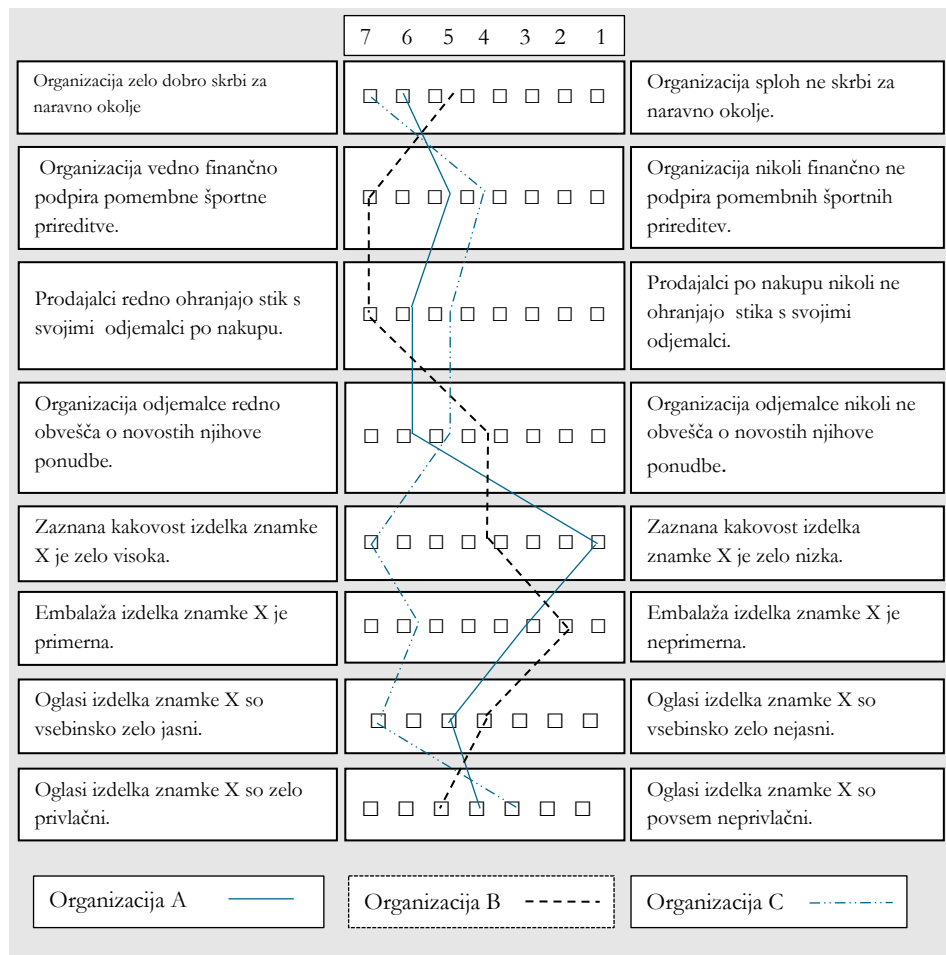 7 6 5 4 3 2 1
Organizacija zelo dobro skrbi za
naravno okolje
Organizacija sploh ne skrbi za
naravno okolje.
Organizacija vedno finančno
podpira pomembne športne
prireditve.
Organizacija nikoli finančno ne
podpira pomembnih športnih
prireditev.
Prodajalci redno ohranjajo stik s
svojimi odjemalci po nakupu.
Prodajalci po nakupu nikoli ne
ohranjajo stika s svojimi
odjemalci.
Organizacija odjemalce redno
obvešča o novostih njihove
ponudbe.
Organizacija odjemalce nikoli ne
obvešča o novostih njihove
ponudbe.
Zaznana kakovost izdelka znamke
X je zelo visoka.
Zaznana kakovost izdelka
znamke X je zelo nizka.
Embalaža izdelka znamke X je
primerna.
Embalaža izdelka znamke X je
neprimerna.
Oglasi izdelka znamke X so
vsebinsko zelo jasni.
Oglasi izdelka znamke X so
vsebinsko zelo nejasni.
Oglasi izdelka znamke X so zelo
privlačni.
Oglasi izdelka znamke X so
povsem neprivlačni.
Organizacija A
Organizacija B
Organizacija C